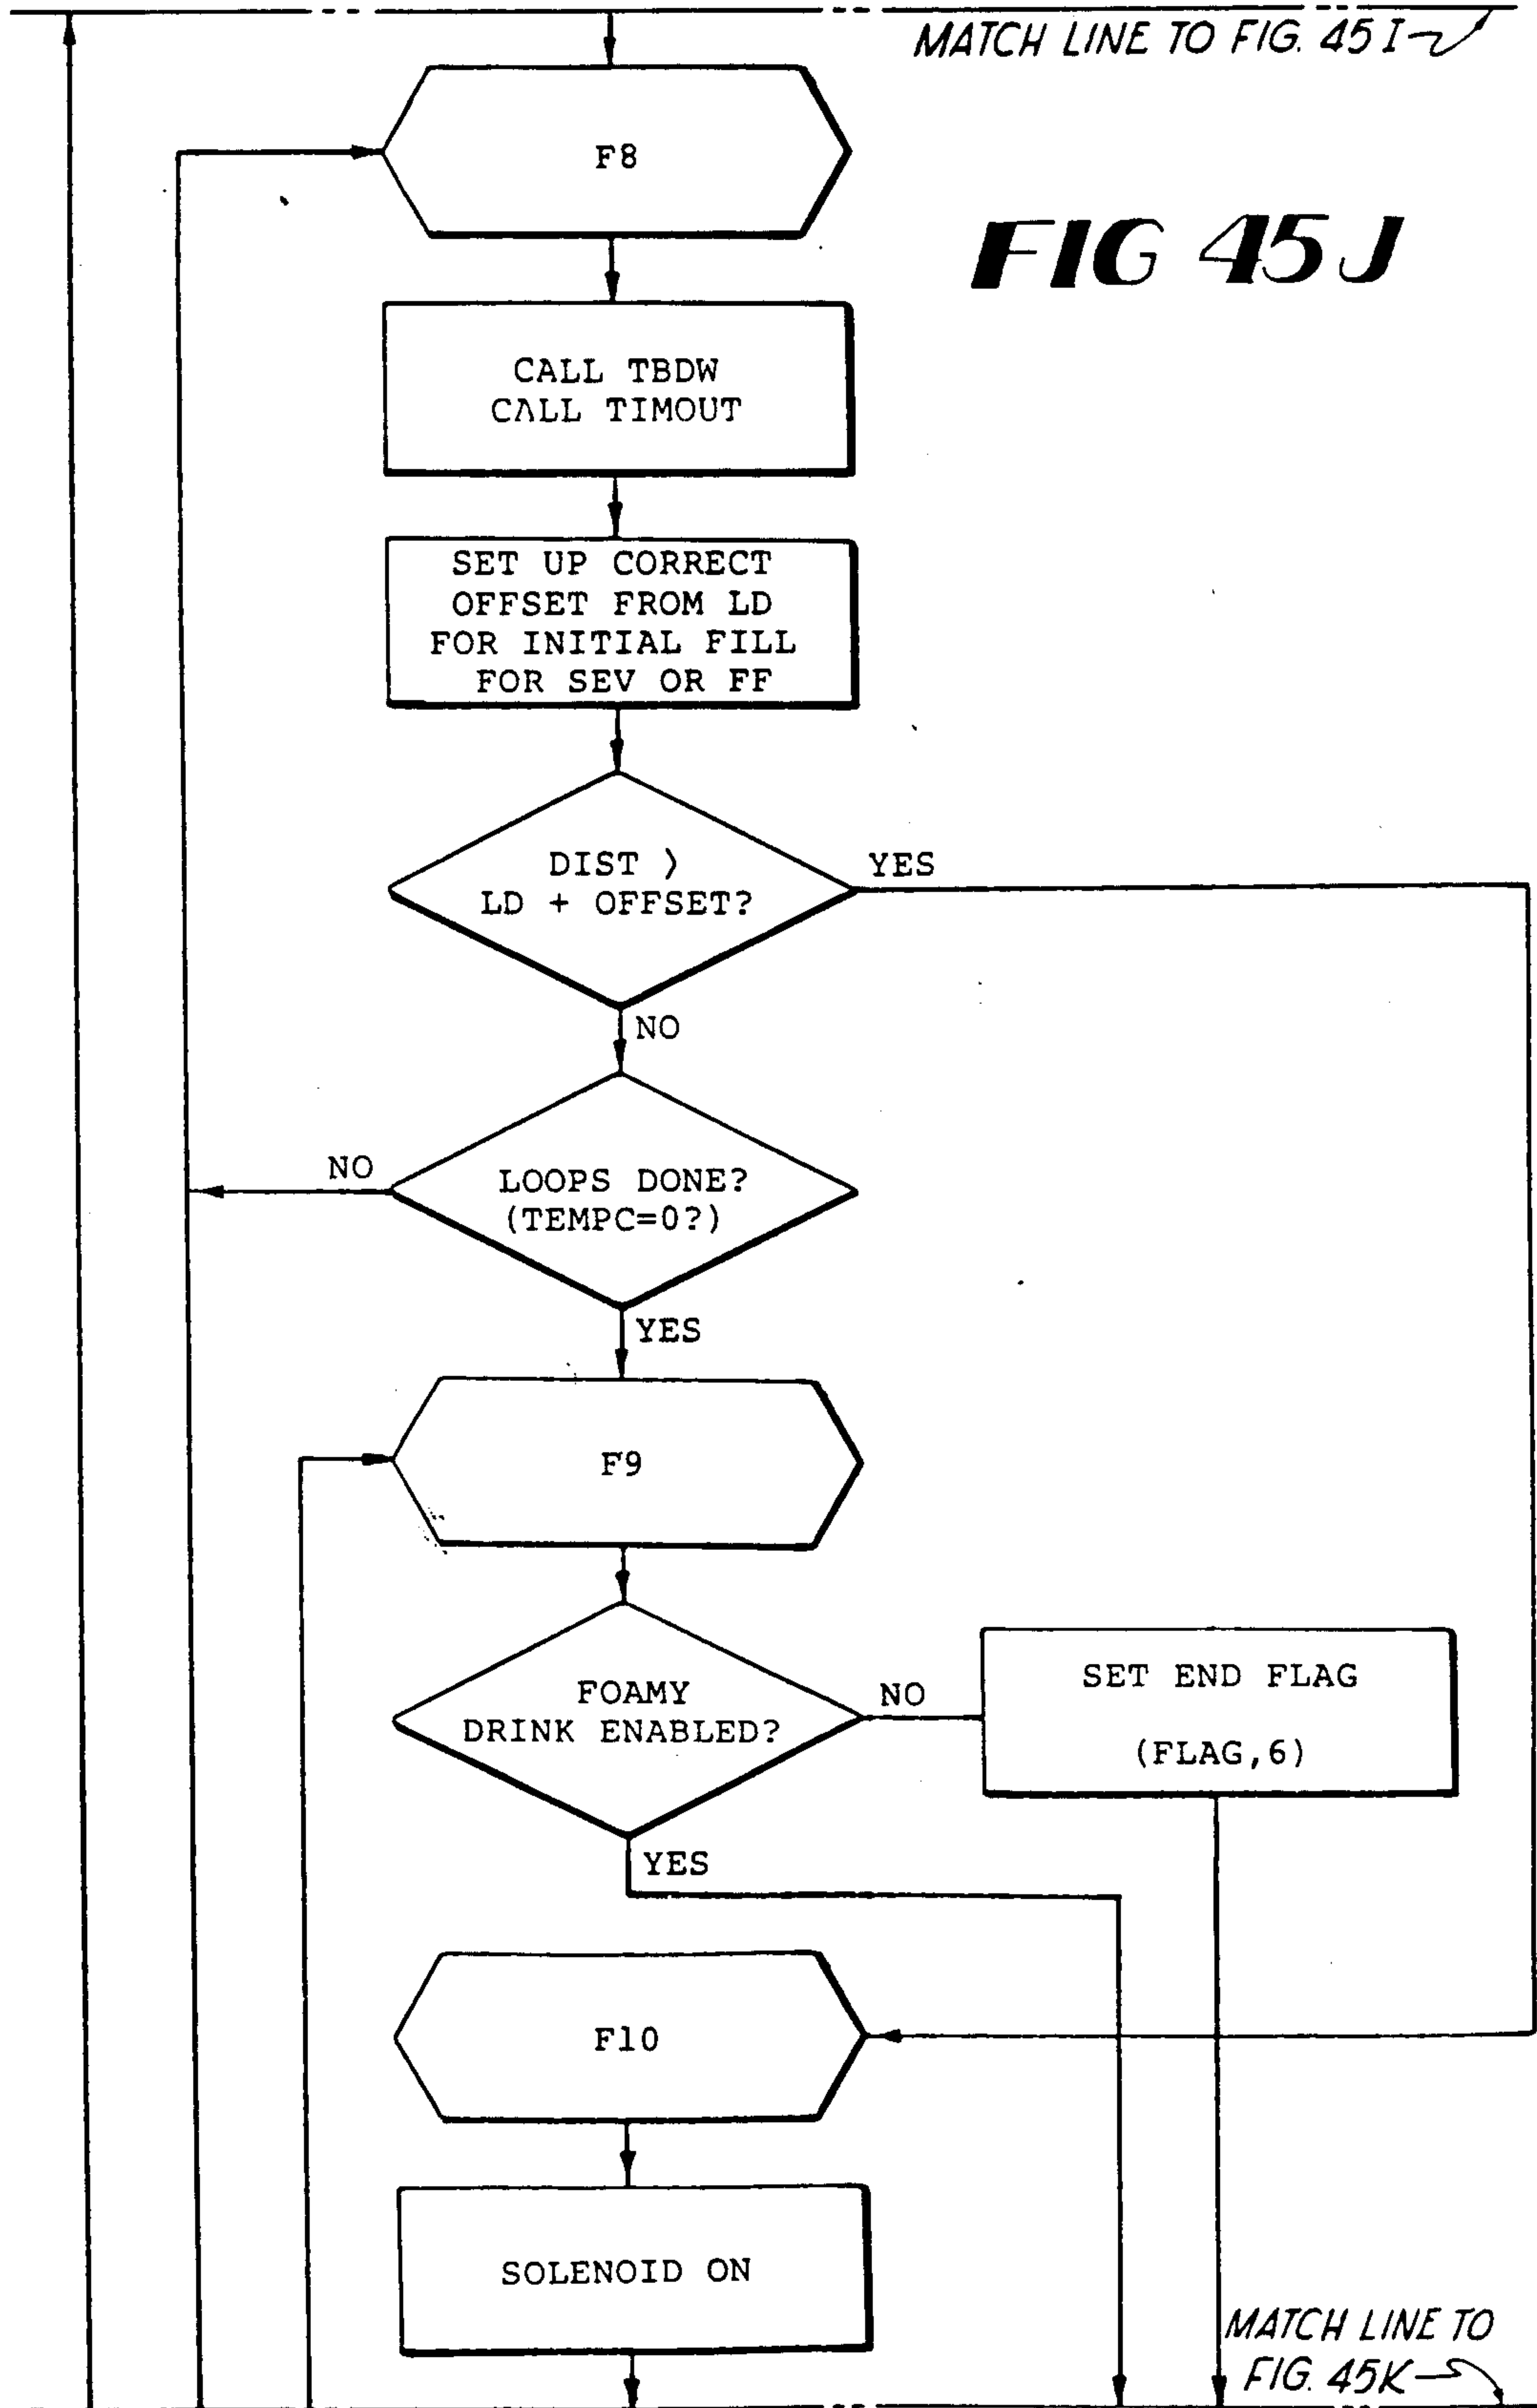 MATCH LINE TO FIG. 45I
F8
FIG 45J
CALL TBDW
CALL TIMOUT
SET UP CORRECT
OFFSET FROM LD
FOR INITIAL FILL
FOR SEV OR FF
DIST >
LD + OFFSET?
YES
NO
NO
LOOPS DONE?
(TEMPC=0?)
YES
F9
FOAMY
DRINK ENABLED?
NO
SET END FLAG
(FLAG,6)
YES
F10
SOLENOID ON
MATCH LINE TO
FIG. 45K